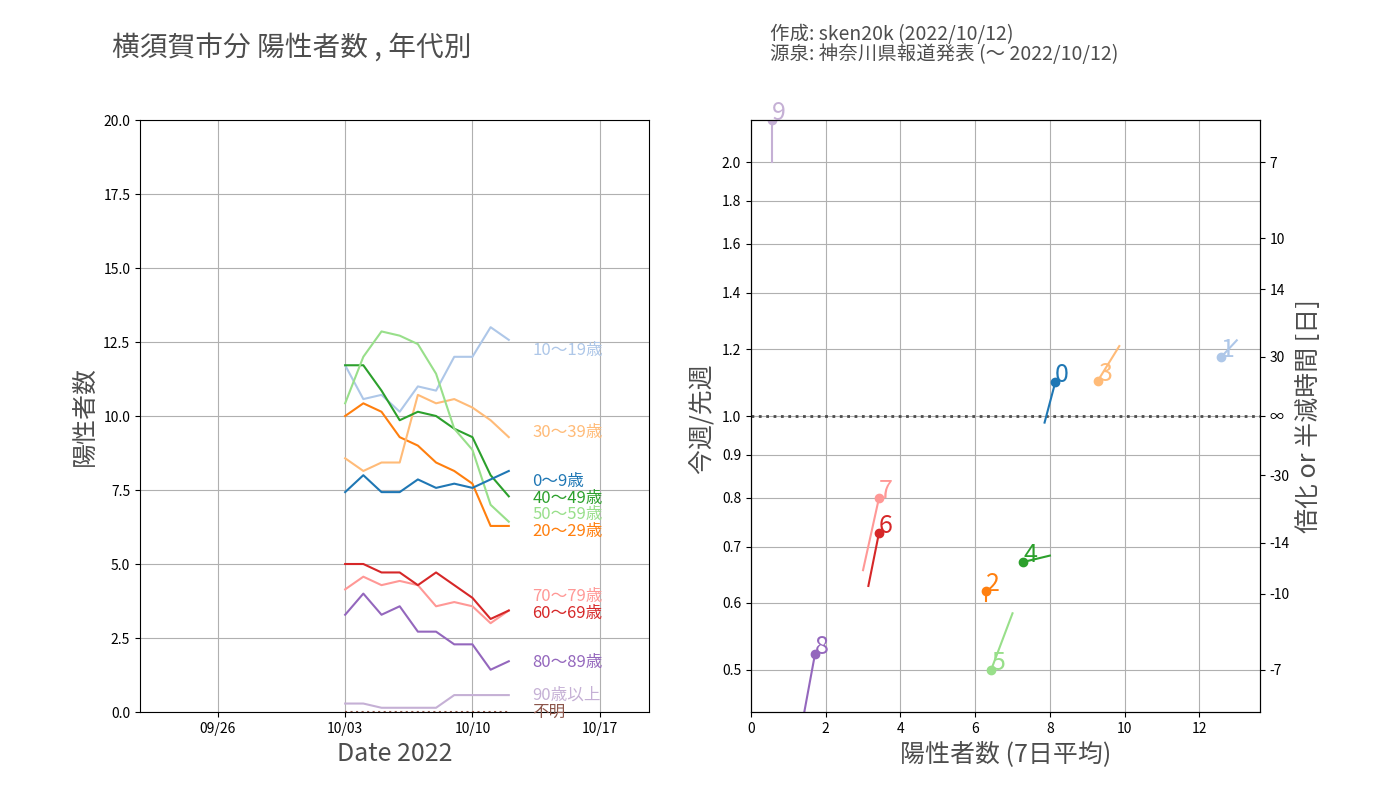 横須賀市分 陽性者数 , 年代別
作成: sken20k (2022/10/12)
源泉: 神奈川県報道発表 (〜 2022/10/12)
陽性者数
20.0
17.5
15.0
12.5
10.0
7.5
5.0
2.5
0.0
10〜19歳
30〜39歳
0〜9歳
40〜49歳
50〜59歳
20〜29歳
70〜79歳
60〜69歳
80〜89歳
90歳以上
不明
09/26
10/03
10/10
10/17
Date 2022
今週/先週
2.0
1.8
1.6
1.4
1.2
1.0
0.9
0.8
0.7
0.6
0.5
9
1
3
0
7
6
4
2
5
8
7
10
14
30
∞
-30
-14
-10
-7
倍化 or 半減時間 [日]
0
2
4
6
8
10
12
陽性者数 (7日平均)